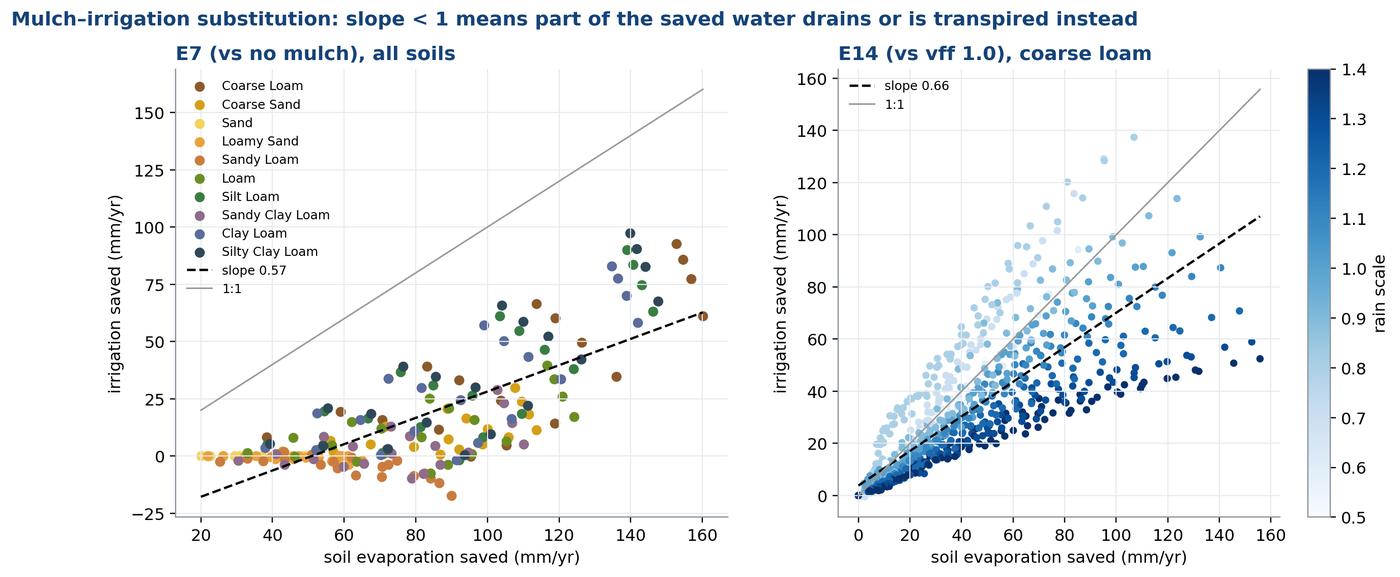 Mulch–irrigation substitution: slope < 1 means part of the saved water drains or is transpired instead
E7 (vs no mulch), all soils
Coarse Loam
Coarse Sand
Sand
Loamy Sand
Sandy Loam
Loam
Silt Loam
Sandy Clay Loam
Clay Loam
Silty Clay Loam
slope 0.57
1:1
irrigation saved (mm/yr)
150
125
100
75
50
25
0
−25
20 40 60 80 100 120 140 160
soil evaporation saved (mm/yr)
E14 (vs vff 1.0), coarse loam
slope 0.66
1:1
irrigation saved (mm/yr)
160
140
120
100
80
60
40
20
0
0 20 40 60 80 100 120 140 160
soil evaporation saved (mm/yr)
1.4
1.3
1.2
1.1
1.0
0.9
0.8
0.7
0.6
0.5
rain scale